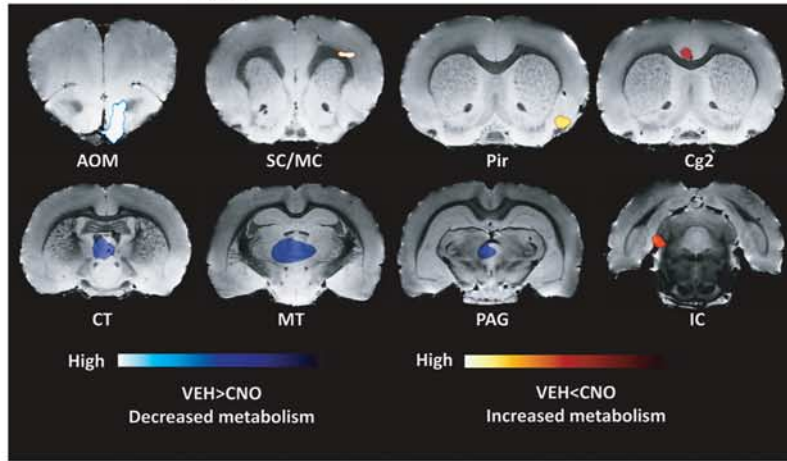 AOM SC/MC Pir Cg2
CT MT PAG IC
High High
VEH>CNO VEH<CNO
Decreased metabolism Increased metabolism